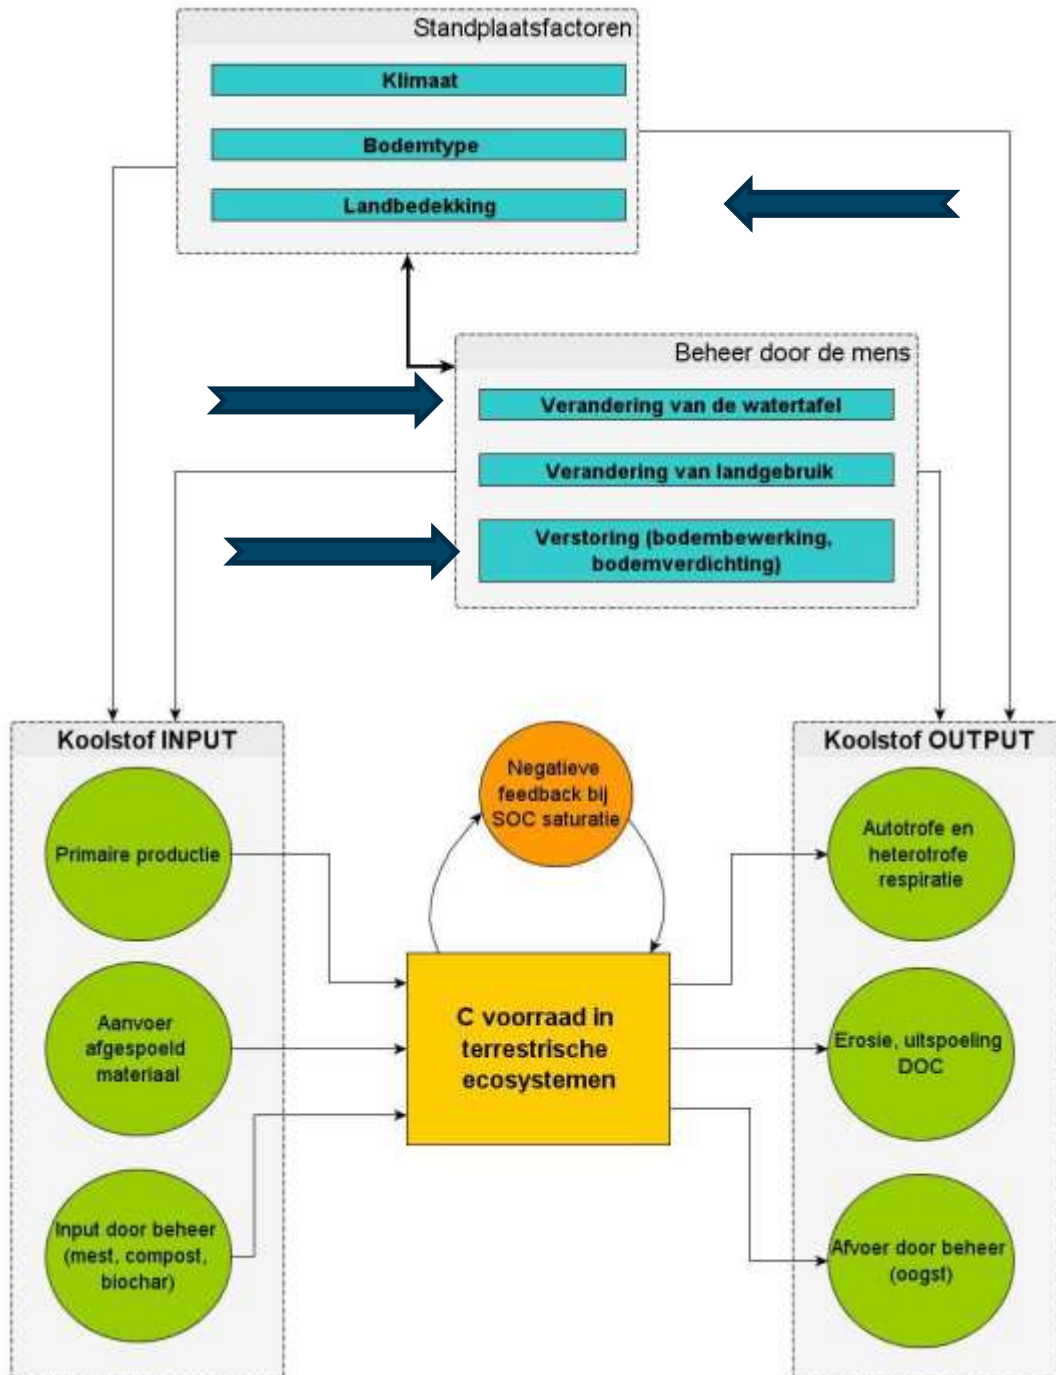 Standplaatsfactoren
Klimaat
Bodemtype
Landbedekking
Beheer door de mens
Verandering van de watertafel
Verandering van landgebruik
Verstoring (bodembewerking,
bodemverdichting)
Koolstof INPUT
Primaire productie
Aanvoer
afgespoeld
materiaal
Input door beheer
(mest, compost,
biochar)
Negatieve
feedback bij
SOC saturatie
C voorraad in
terrestrische
ecosystemen
Koolstof OUTPUT
Autotrofe en
heterotrofe
respiratie
Erosie, uitspoeling
DOC
Afvoer door beheer
(oogst)